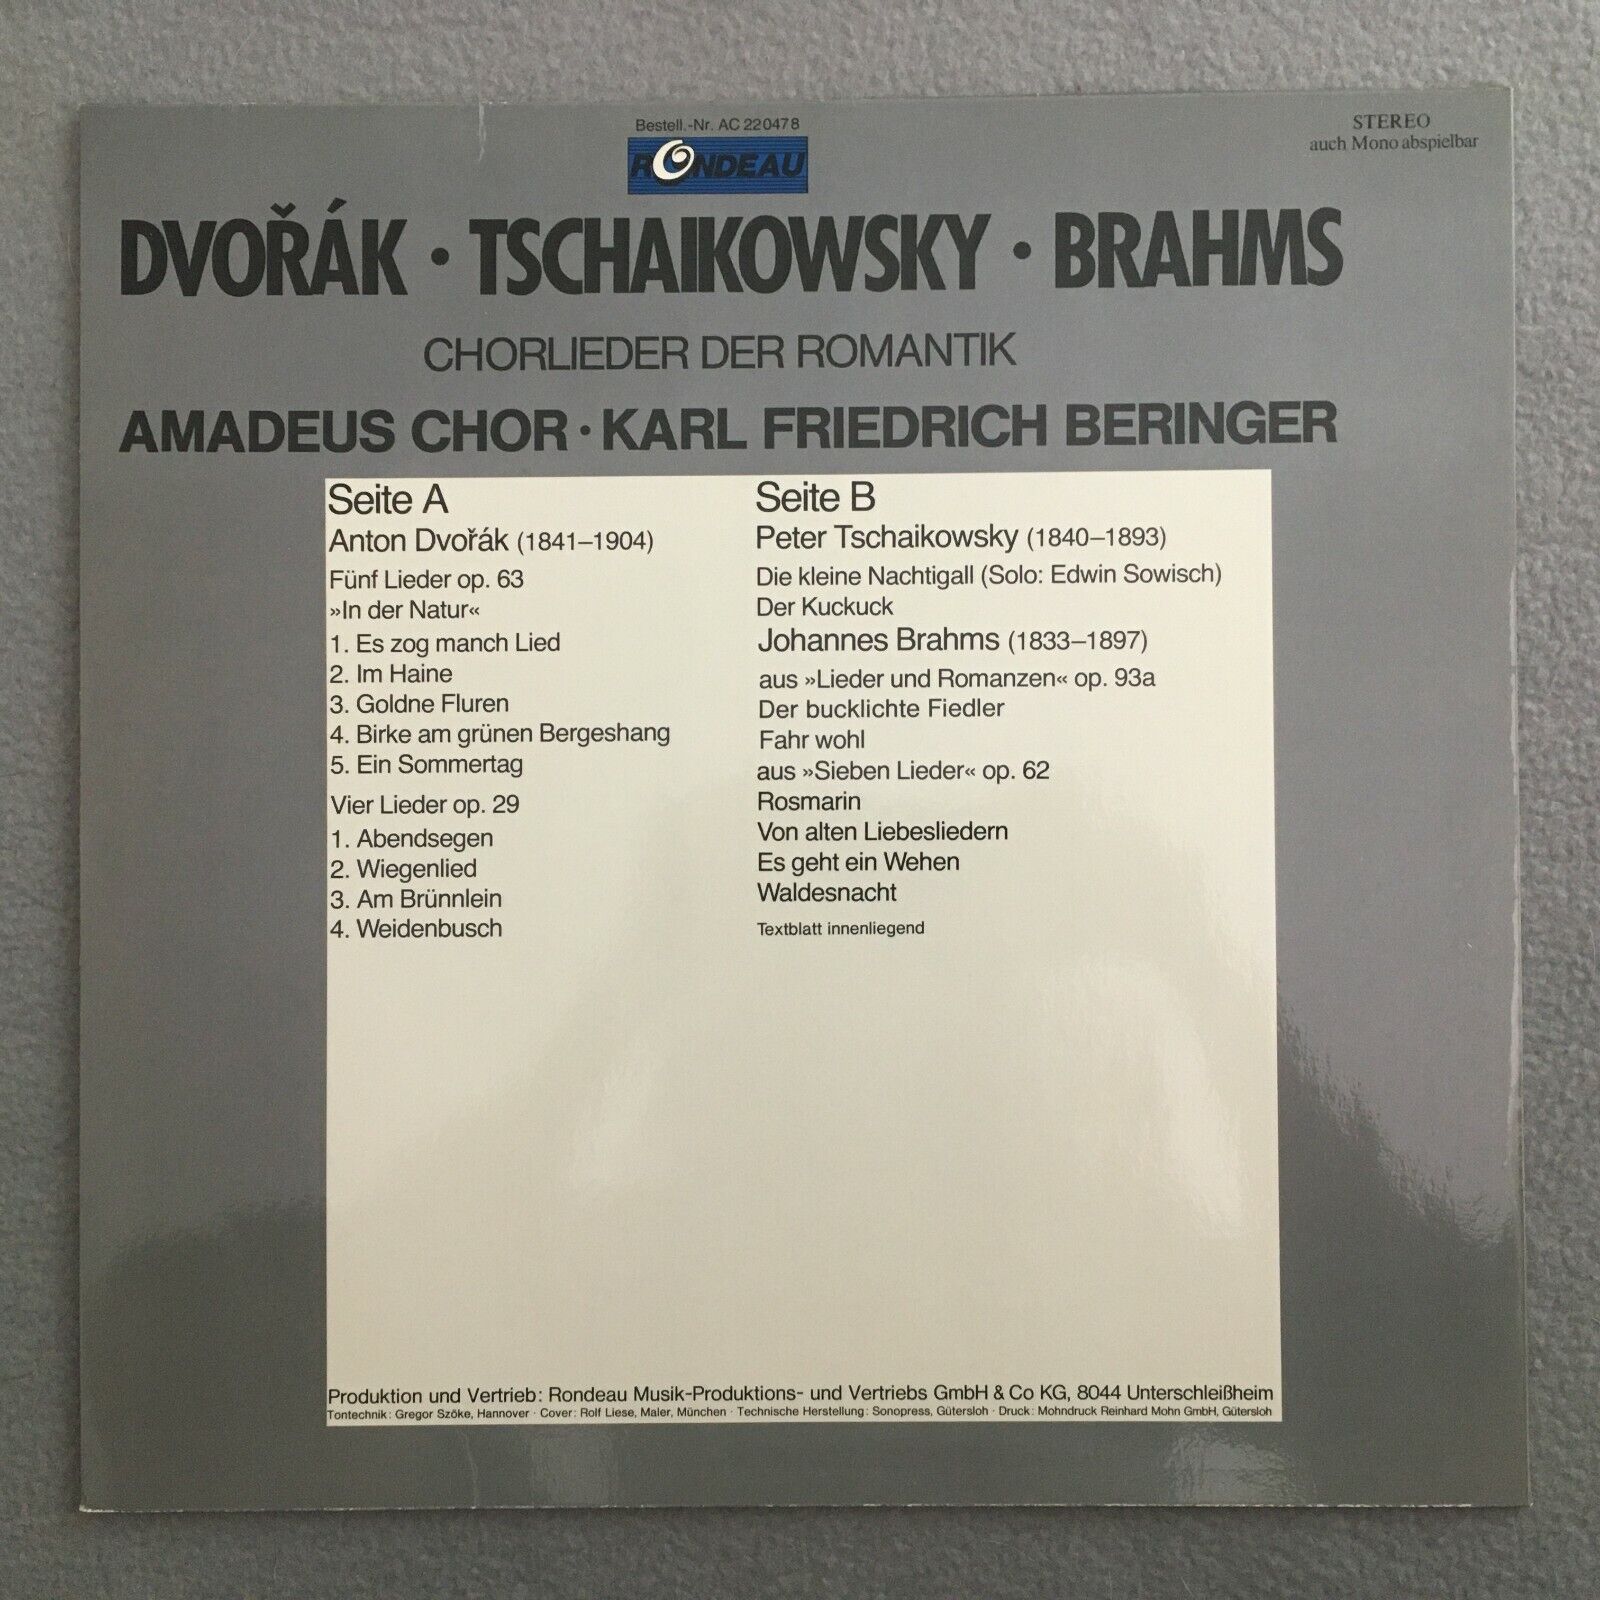 Bestell.-Nr. AC 220478
RONDEAU
STEREO
auch Mono abspielbar
DVOŘÁK · TSCHAIKOWSKY · BRAHMS
CHORLIEDER DER ROMANTIK
AMADEUS CHOR · KARL FRIEDRICH BERINGER
Seite A
Anton Dvořák (1841–1904)
Fünf Lieder op. 63
»In der Natur«
1. Es zog manch Lied
2. Im Haine
3. Goldne Fluren
4. Birke am grünen Bergeshang
5. Ein Sommertag
Vier Lieder op. 29
1. Abendsegen
2. Wiegenlied
3. Am Brünnlein
4. Weidenbusch
Seite B
Peter Tschaikowsky (1840–1893)
Die kleine Nachtigall (Solo: Edwin Sowisch)
Der Kuckuck
Johannes Brahms (1833–1897)
aus »Lieder und Romanzen« op. 93a
Der bucklichte Fiedler
Fahr wohl
aus »Sieben Lieder« op. 62
Rosmarin
Von alten Liebesliedern
Es geht ein Wehen
Waldesnacht
Textblatt innenliegend
Produktion und Vertrieb: Rondeau Musik-Produktions- und Vertriebs GmbH & Co KG, 8044 Unterschleißheim
Tontechnik: Gregor Szöke, Hannover · Cover: Rolf Liese, Maler, München · Technische Herstellung: Sonopress, Gütersloh · Druck: Mohndruck Reinhard Mohn GmbH, Gütersloh